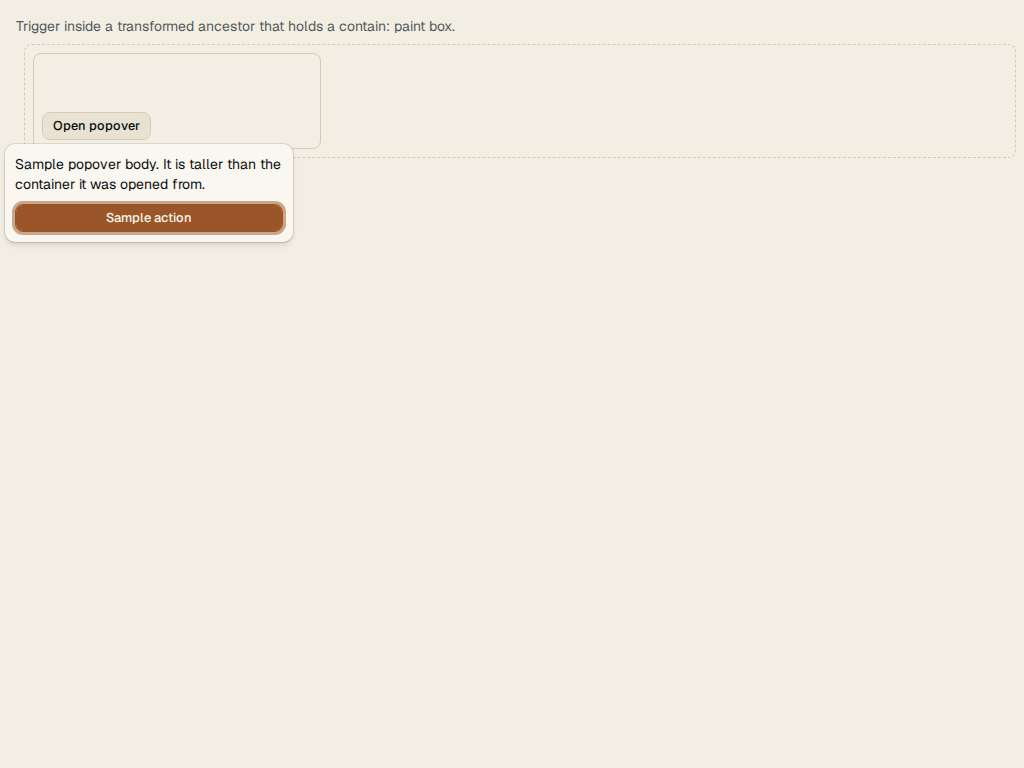 Trigger inside a transformed ancestor that holds a contain: paint box.
Open popover
Sample popover body. It is taller than the
container it was opened from.
Sample action